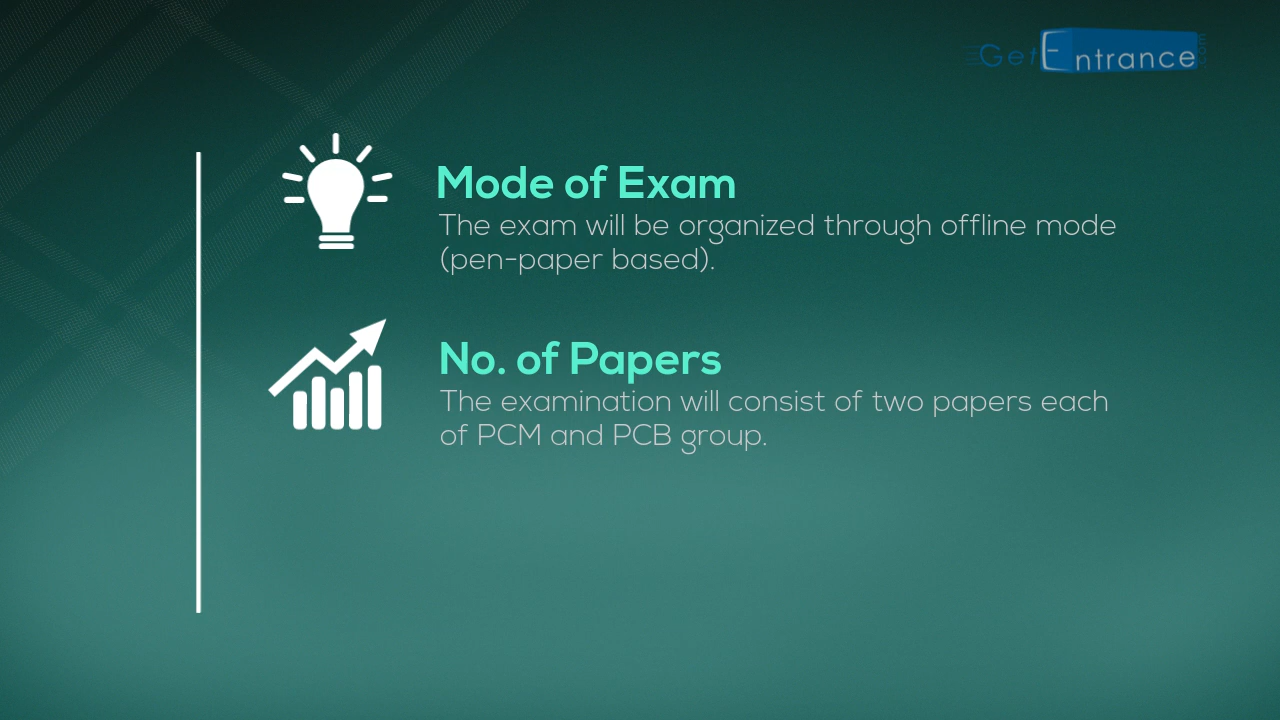 GetEntrance.com
Mode of Exam
The exam will be organized through offline mode
(pen-paper based).
No. of Papers
The examination will consist of two papers each
of PCM and PCB group.